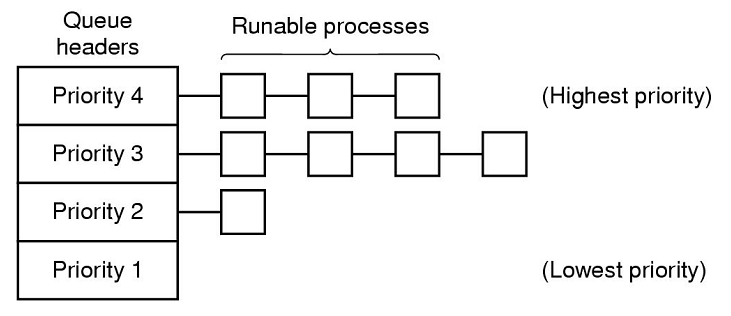 Queue
headers
Runable processes
Priority 4
(Highest priority)
Priority 3
Priority 2
Priority 1
(Lowest priority)